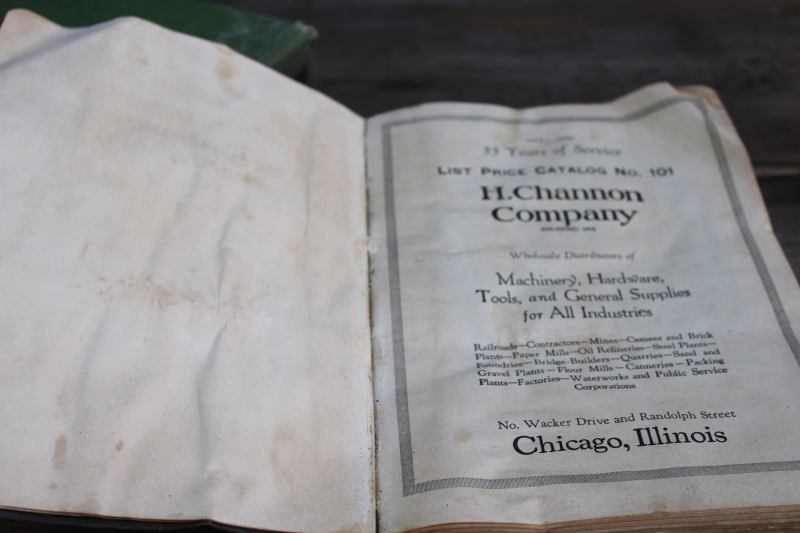 55 Years of Service
LIST PRICE CATALOG NO. 101
H. Channon
Company
FOUNDED 1876
Wholesale Distributors of
Machinery, Hardware,
Tools, and General Supplies
for All Industries
Railroads—Contractors—Mines—Cement and Brick
Plants—Paper Mills—Oil Refineries—Steel Plants—
Foundries—Bridge-Builders—Quarries—Sand and
Gravel Plants—Flour Mills—Canneries—Packing
Plants—Factories—Waterworks and Public Service
Corporations
No. Wacker Drive and Randolph Street
Chicago, Illinois